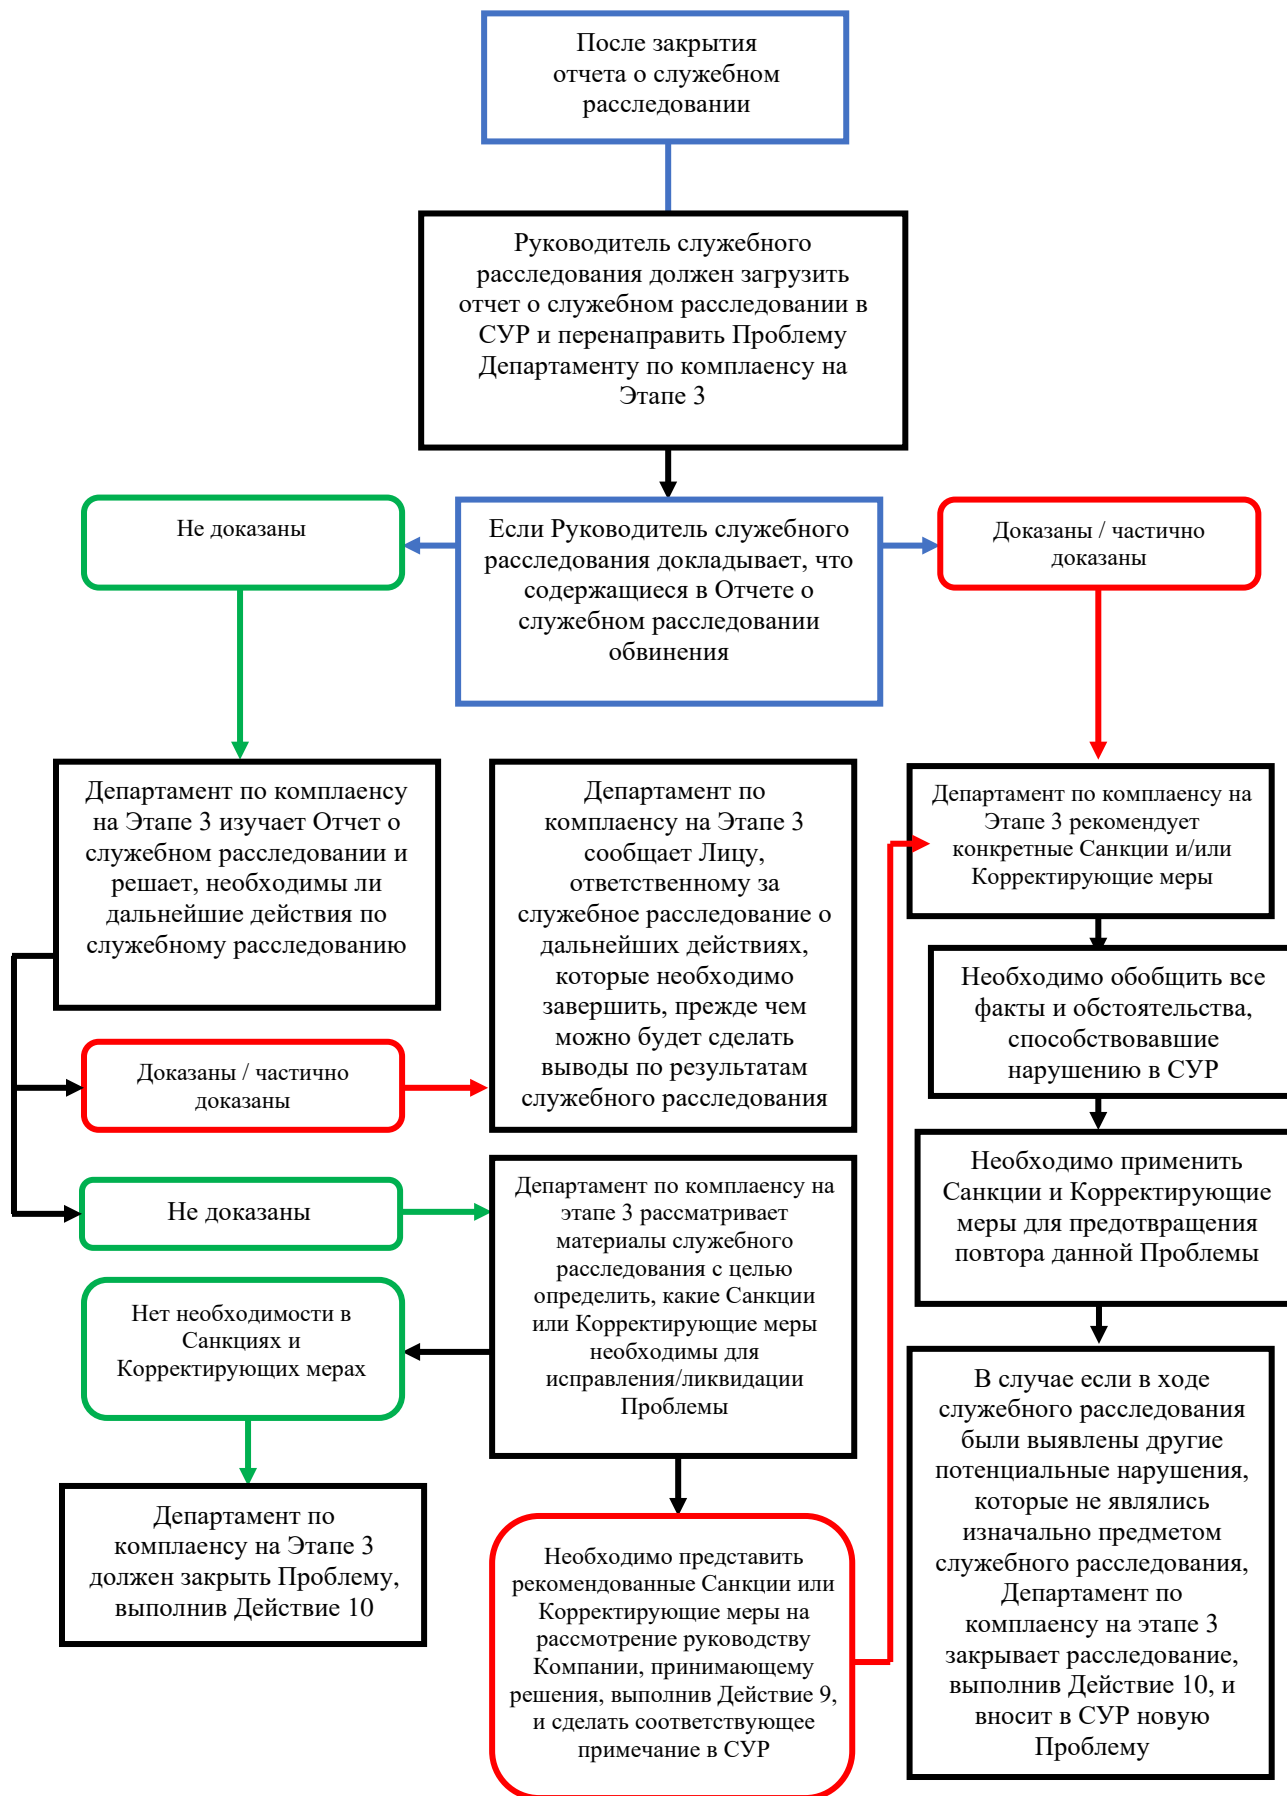 После закрытия
отчета о служебном
расследовании
Руководитель служебного
расследования должен загрузить
отчет о служебном расследовании в
СУР и перенаправить Проблему
Департаменту по комплаенсу на
Этапе 3
Не доказаны
Если Руководитель служебного
расследования докладывает, что
содержащиеся в Отчете о
служебном расследовании
обвинения
Доказаны / частично
доказаны
Департамент по комплаенсу
на Этапе 3 изучает Отчет о
служебном расследовании и
решает, необходимы ли
дальнейшие действия по
служебному расследованию
Департамент по
комплаенсу на Этапе 3
сообщает Лицу,
ответственному за
служебное расследование о
дальнейших действиях,
которые необходимо
завершить, прежде чем
можно будет сделать
выводы по результатам
служебного расследования
Департамент по комплаенсу на
Этапе 3 рекомендует
конкретные Санкции и/или
Корректирующие меры
Необходимо обобщить все
факты и обстоятельства,
способствовавшие
нарушению в СУР
Доказаны / частично
доказаны
Необходимо применить
Санкции и Корректирующие
меры для предотвращения
повтора данной Проблемы
Не доказаны
Департамент по комплаенсу на
этапе 3 рассматривает
материалы служебного
расследования с целью
определить, какие Санкции
или Корректирующие меры
необходимы для
исправления/ликвидации
Проблемы
Нет необходимости в
Санкциях и
Корректирующих мерах
В случае если в ходе
служебного расследования
были выявлены другие
потенциальные нарушения,
которые не являлись
изначально предметом
служебного расследования,
Департамент по
комплаенсу на этапе 3
закрывает расследование,
выполнив Действие 10, и
вносит в СУР новую
Проблему
Департамент по
комплаенсу на Этапе 3
должен закрыть Проблему,
выполнив Действие 10
Необходимо представить
рекомендованные Санкции или
Корректирующие меры на
рассмотрение руководству
Компании, принимающему
решения, выполнив Действие 9,
и сделать соответствующее
примечание в СУР